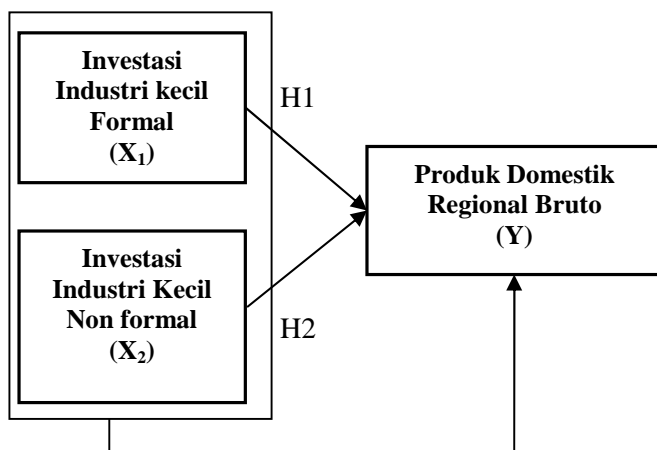 Investasi
Industri kecil
Formal
(X₁)
H1
Produk Domestik
Regional Bruto
(Y)
Investasi
Industri Kecil
Non formal
(X₂)
H2